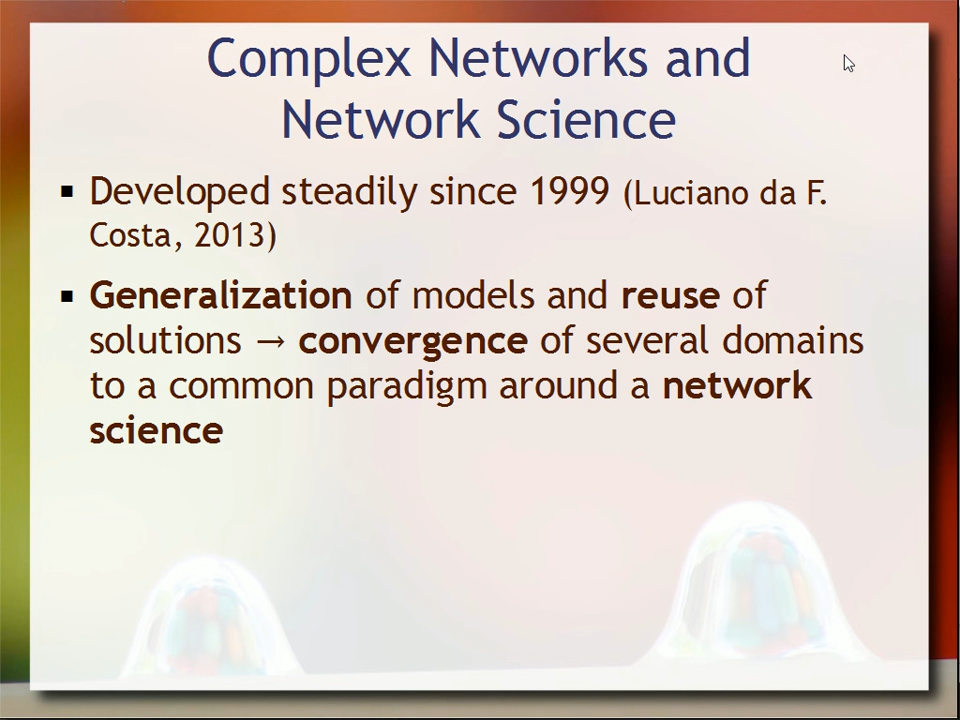 Complex Networks and
Network Science
▪ Developed steadily since 1999 (Luciano da F.
Costa, 2013)
▪ Generalization of models and reuse of
solutions → convergence of several domains
to a common paradigm around a network
science